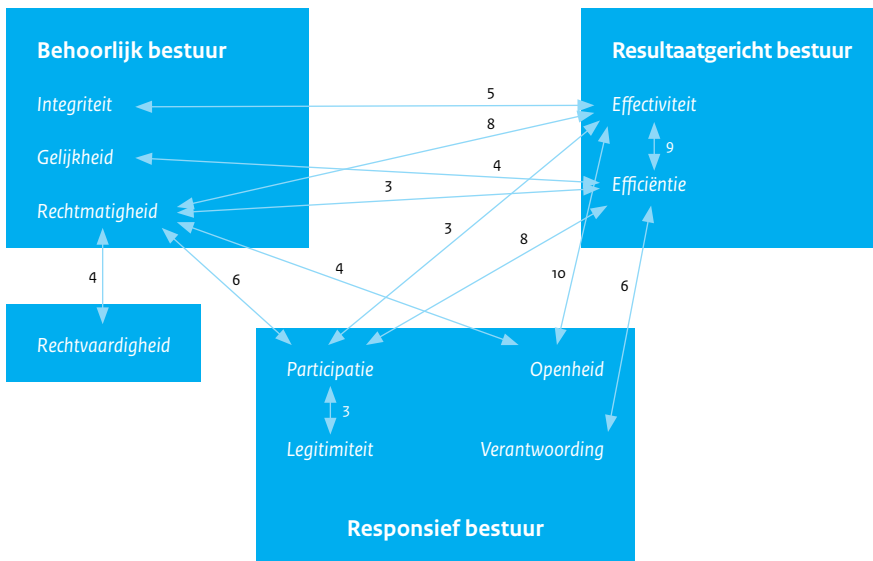 Behoorlijk bestuur
Integriteit
Gelijkheid
Rechtmatigheid
Resultaatgericht bestuur
Effectiviteit
9
Efficiëntie
5
8
4
3
3
8
10
6
4
6
4
Rechtvaardigheid
Participatie
Openheid
3
Legitimiteit
Verantwoording
Responsief bestuur